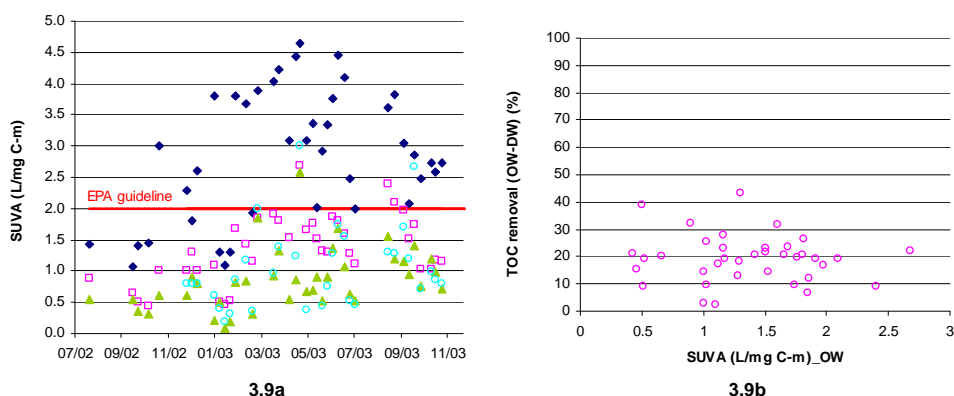 5.0
4.5
4.0
3.5
3.0
2.5
2.0
1.5
1.0
0.5
0.0
SUVA (L/mg C-m)
EPA guideline
07/02 09/02 11/02 01/03 03/03 05/03 07/03 09/03 11/03
3.9a
100
90
80
70
60
50
40
30
20
10
0
TOC removal (OW-DW) (%)
0 0.5 1 1.5 2 2.5 3
SUVA (L/mg C-m)_OW
3.9b